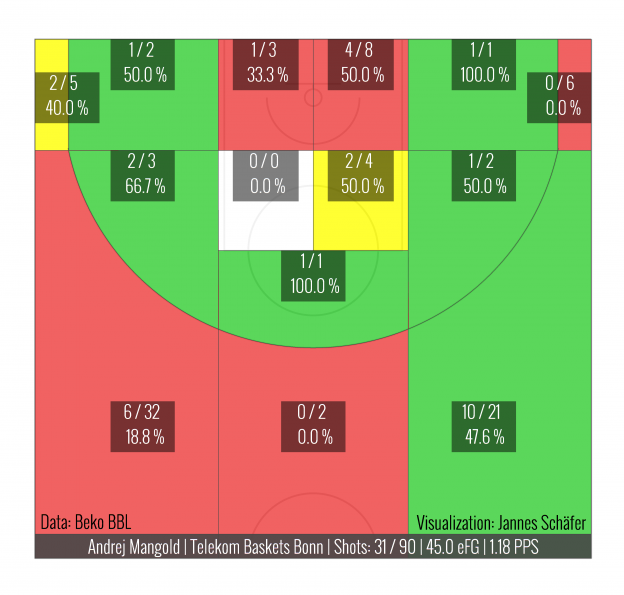 1 / 2
50.0 %
1 / 3
33.3 %
4 / 8
50.0 %
1 / 1
100.0 %
2 / 5
40.0 %
0 / 6
0.0 %
2 / 3
66.7 %
0 / 0
0.0 %
2 / 4
50.0 %
1 / 2
50.0 %
1 / 1
100.0 %
6 / 32
18.8 %
0 / 2
0.0 %
10 / 21
47.6 %
Data: Beko BBL
Visualization: Jannes Schäfer
Andrej Mangold | Telekom Baskets Bonn | Shots: 31 / 90 | 45.0 eFG | 1.18 PPS